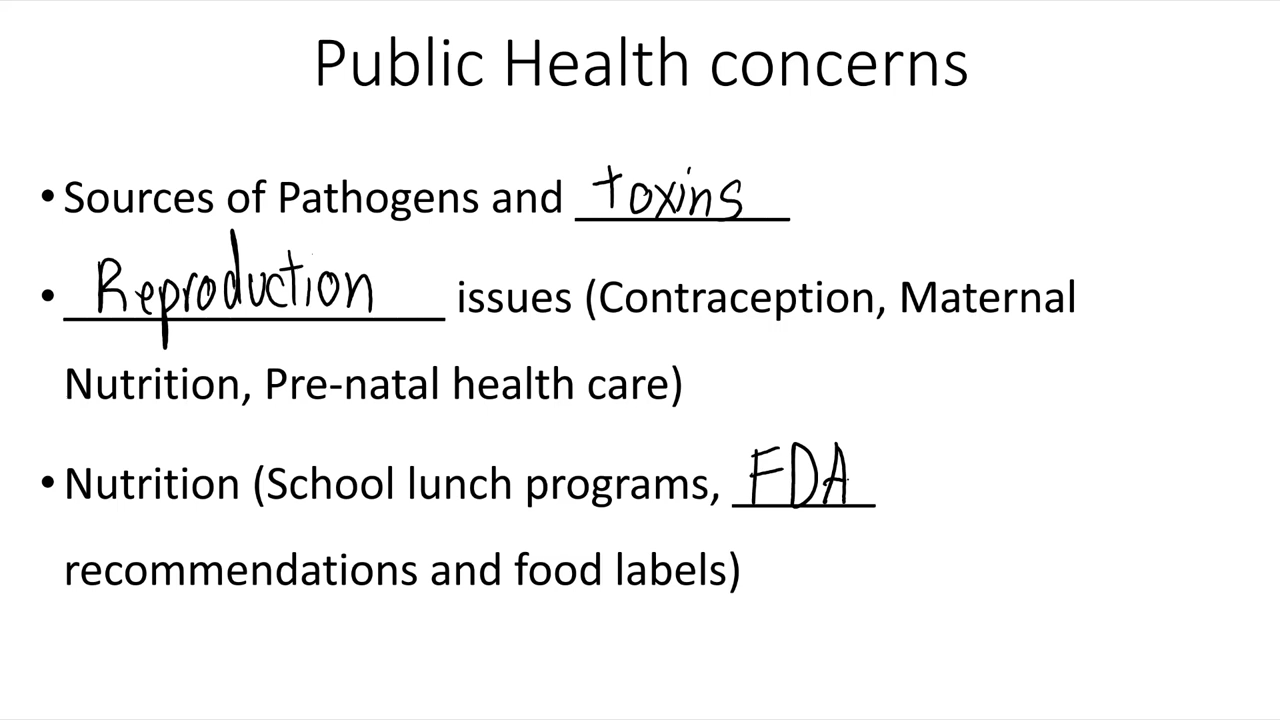 Public Health concerns
• Sources of Pathogens and toxins
• Reproduction issues (Contraception, Maternal
Nutrition, Pre-natal health care)
• Nutrition (School lunch programs, FDA
recommendations and food labels)